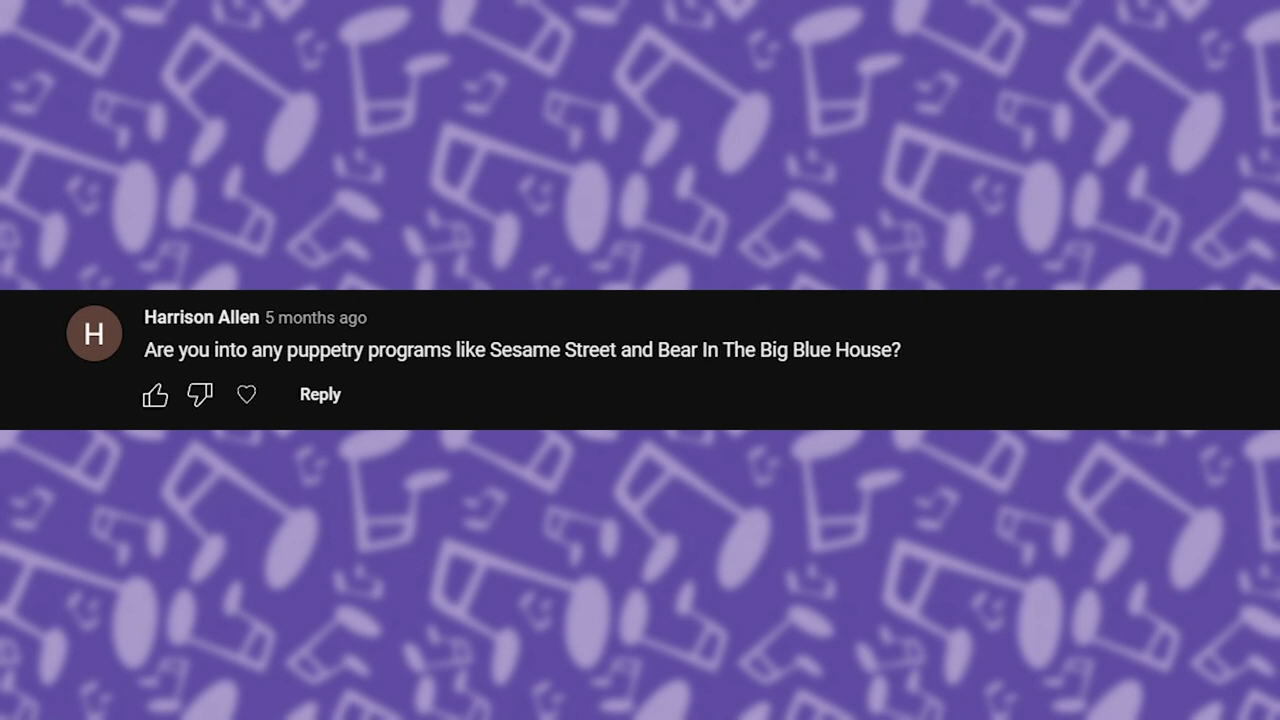 H
Harrison Allen 5 months ago
Are you into any puppetry programs like Sesame Street and Bear In The Big Blue House?
Reply